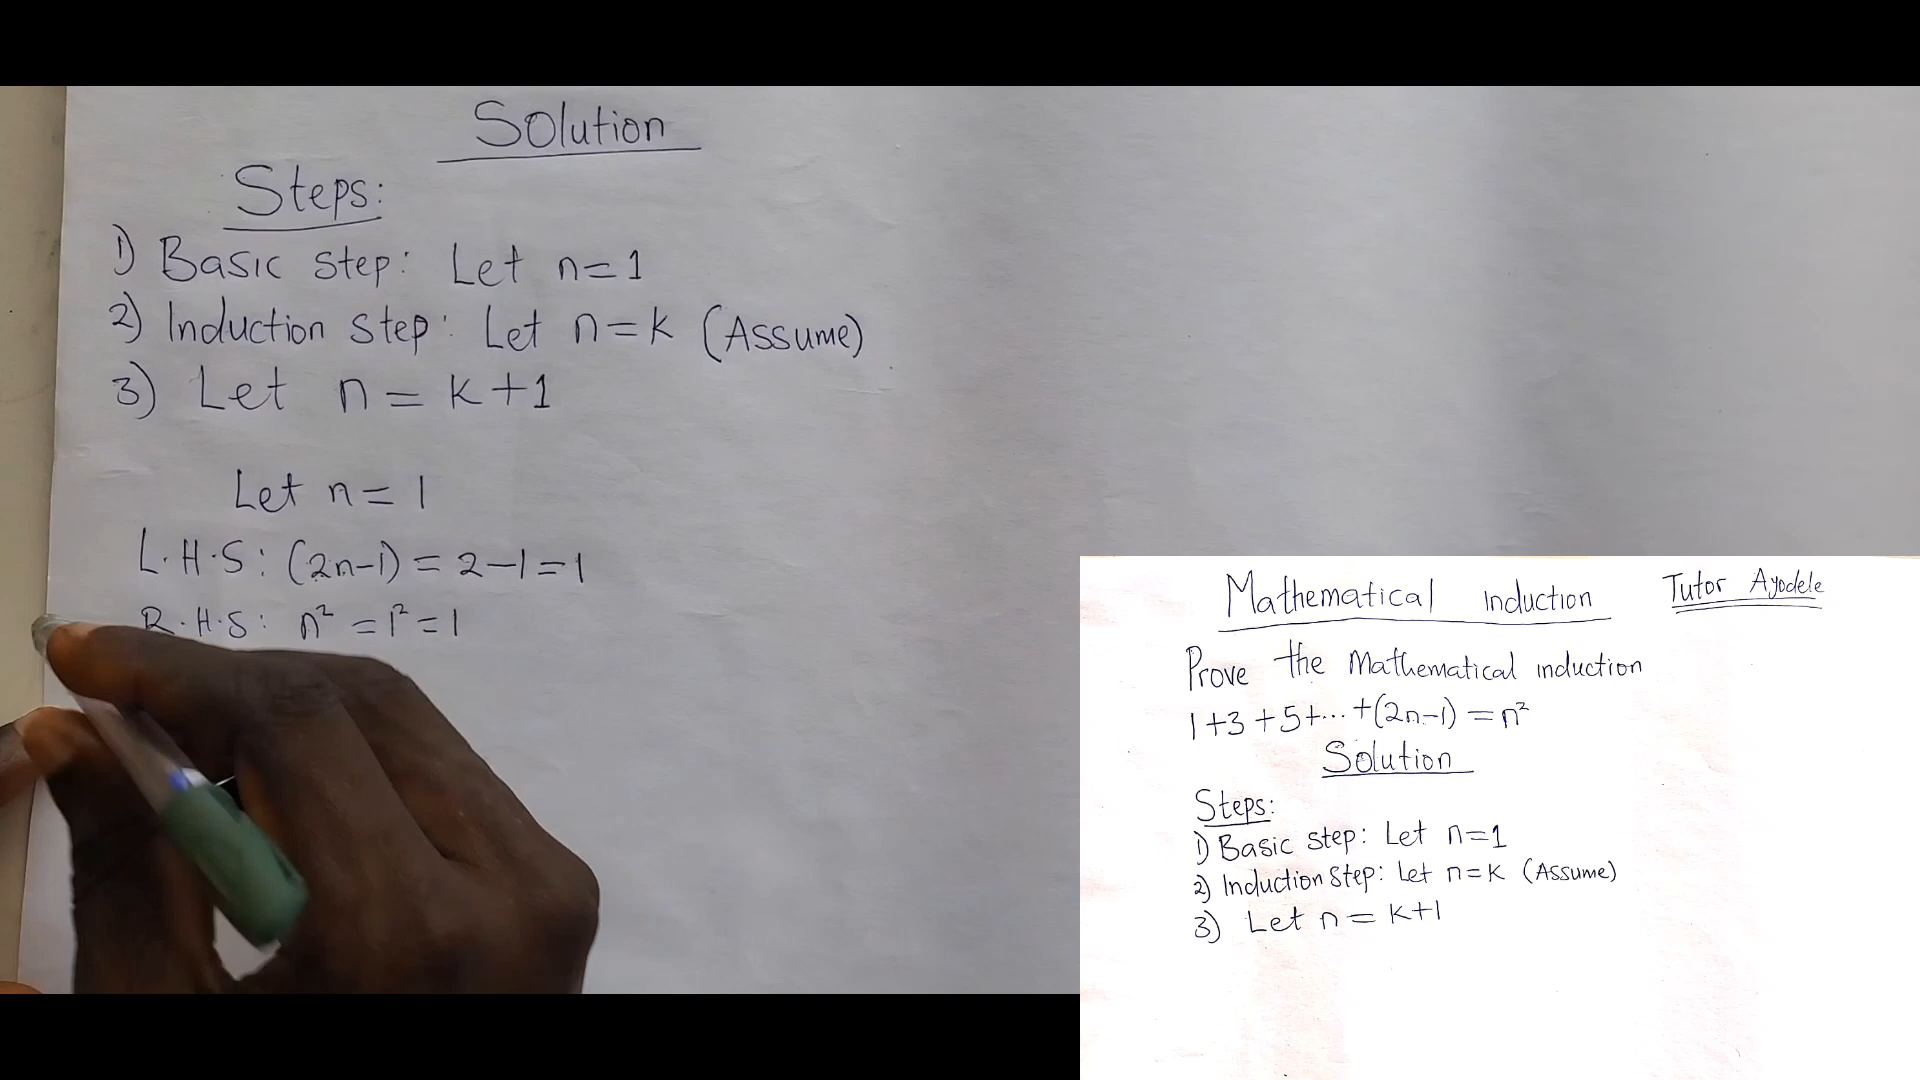 Solution
Steps:
1) Basic step: Let n=1
2) Induction step: Let n=k (Assume)
3) Let n = k+1
Let n = 1
L.H.S: (2n-1) = 2-1=1
R.H.S: n² = 1² = 1
Mathematical induction
Tutor Ayodele
Prove the Mathematical induction
1+3+5+...+(2n-1) = n²
Solution
Steps:
1) Basic step: Let n=1
2) Induction step: Let n=k (Assume)
3) Let n = k+1